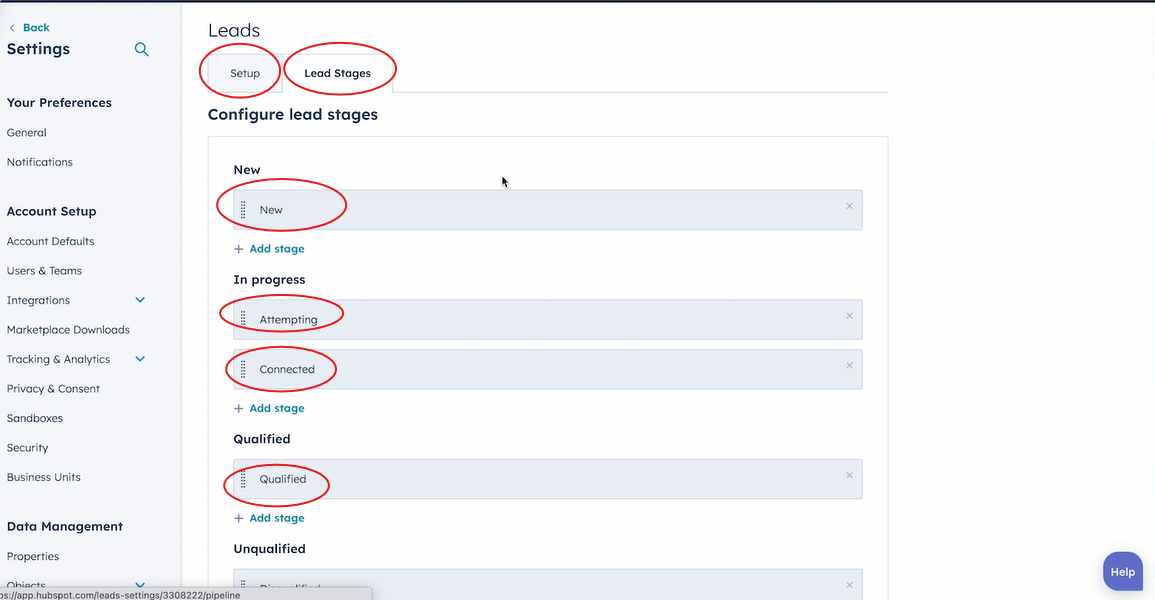 Back
Settings
Your Preferences
General
Notifications
Account Setup
Account Defaults
Users & Teams
Integrations
Marketplace Downloads
Tracking & Analytics
Privacy & Consent
Sandboxes
Security
Business Units
Data Management
Properties
Objects
ps://app.hubspot.com/leads-settings/3308222/pipeline
Leads
Setup
Lead Stages
Configure lead stages
New
New
+ Add stage
In progress
Attempting
Connected
+ Add stage
Qualified
Qualified
+ Add stage
Unqualified
Disqualified
Help